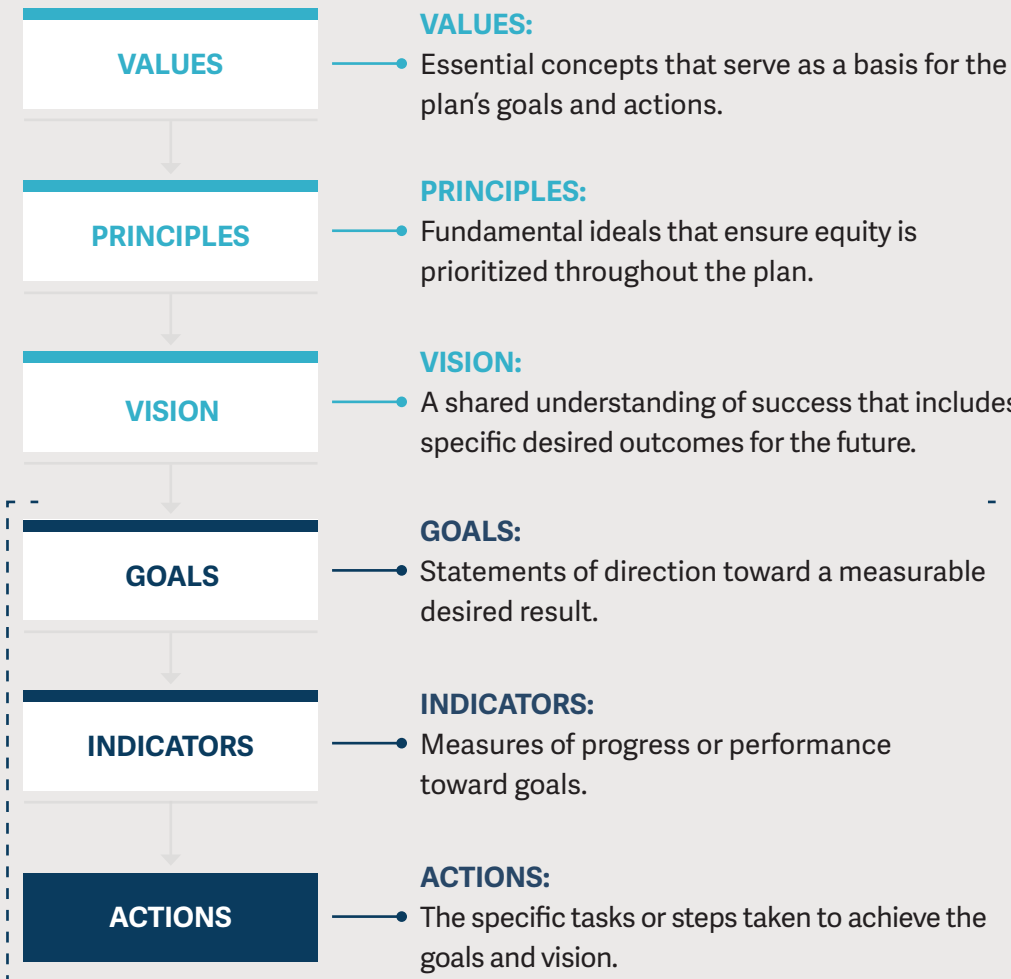 VALUES
VALUES:
Essential concepts that serve as a basis for the
plan's goals and actions.
PRINCIPLES
PRINCIPLES:
Fundamental ideals that ensure equity is
prioritized throughout the plan.
VISION
VISION:
A shared understanding of success that includes
specific desired outcomes for the future.
GOALS
GOALS:
Statements of direction toward a measurable
desired result.
INDICATORS
INDICATORS:
Measures of progress or performance
toward goals.
ACTIONS
ACTIONS:
The specific tasks or steps taken to achieve the
goals and vision.